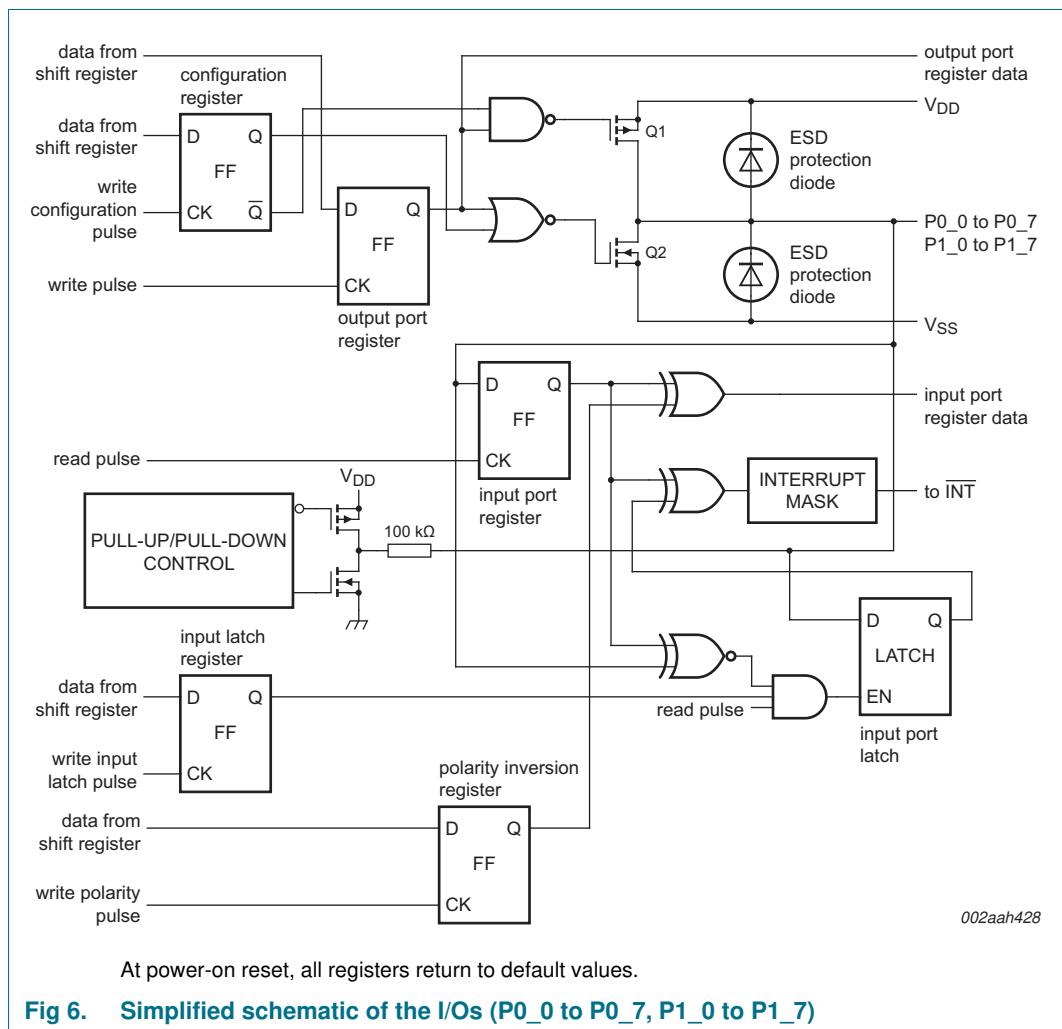 data from
shift register
configuration
register
output port
register data
VDD
data from
shift register
D
Q
FF
CK
Q̅
write
configuration
pulse
Q1
ESD
protection
diode
D
Q
FF
CK
output port
register
write pulse
Q2
P0_0 to P0_7
P1_0 to P1_7
ESD
protection
diode
VSS
D
Q
FF
CK
input port
register
read pulse
input port
register data
INTERRUPT
MASK
to I̅N̅T̅
VDD
PULL-UP/PULL-DOWN
CONTROL
100 kΩ
input latch
register
data from
shift register
D
Q
FF
CK
write input
latch pulse
read pulse
D
Q
LATCH
EN
input port
latch
polarity inversion
register
data from
shift register
D
Q
FF
CK
write polarity
pulse
002aah428
At power-on reset, all registers return to default values.
Fig 6. Simplified schematic of the I/Os (P0_0 to P0_7, P1_0 to P1_7)